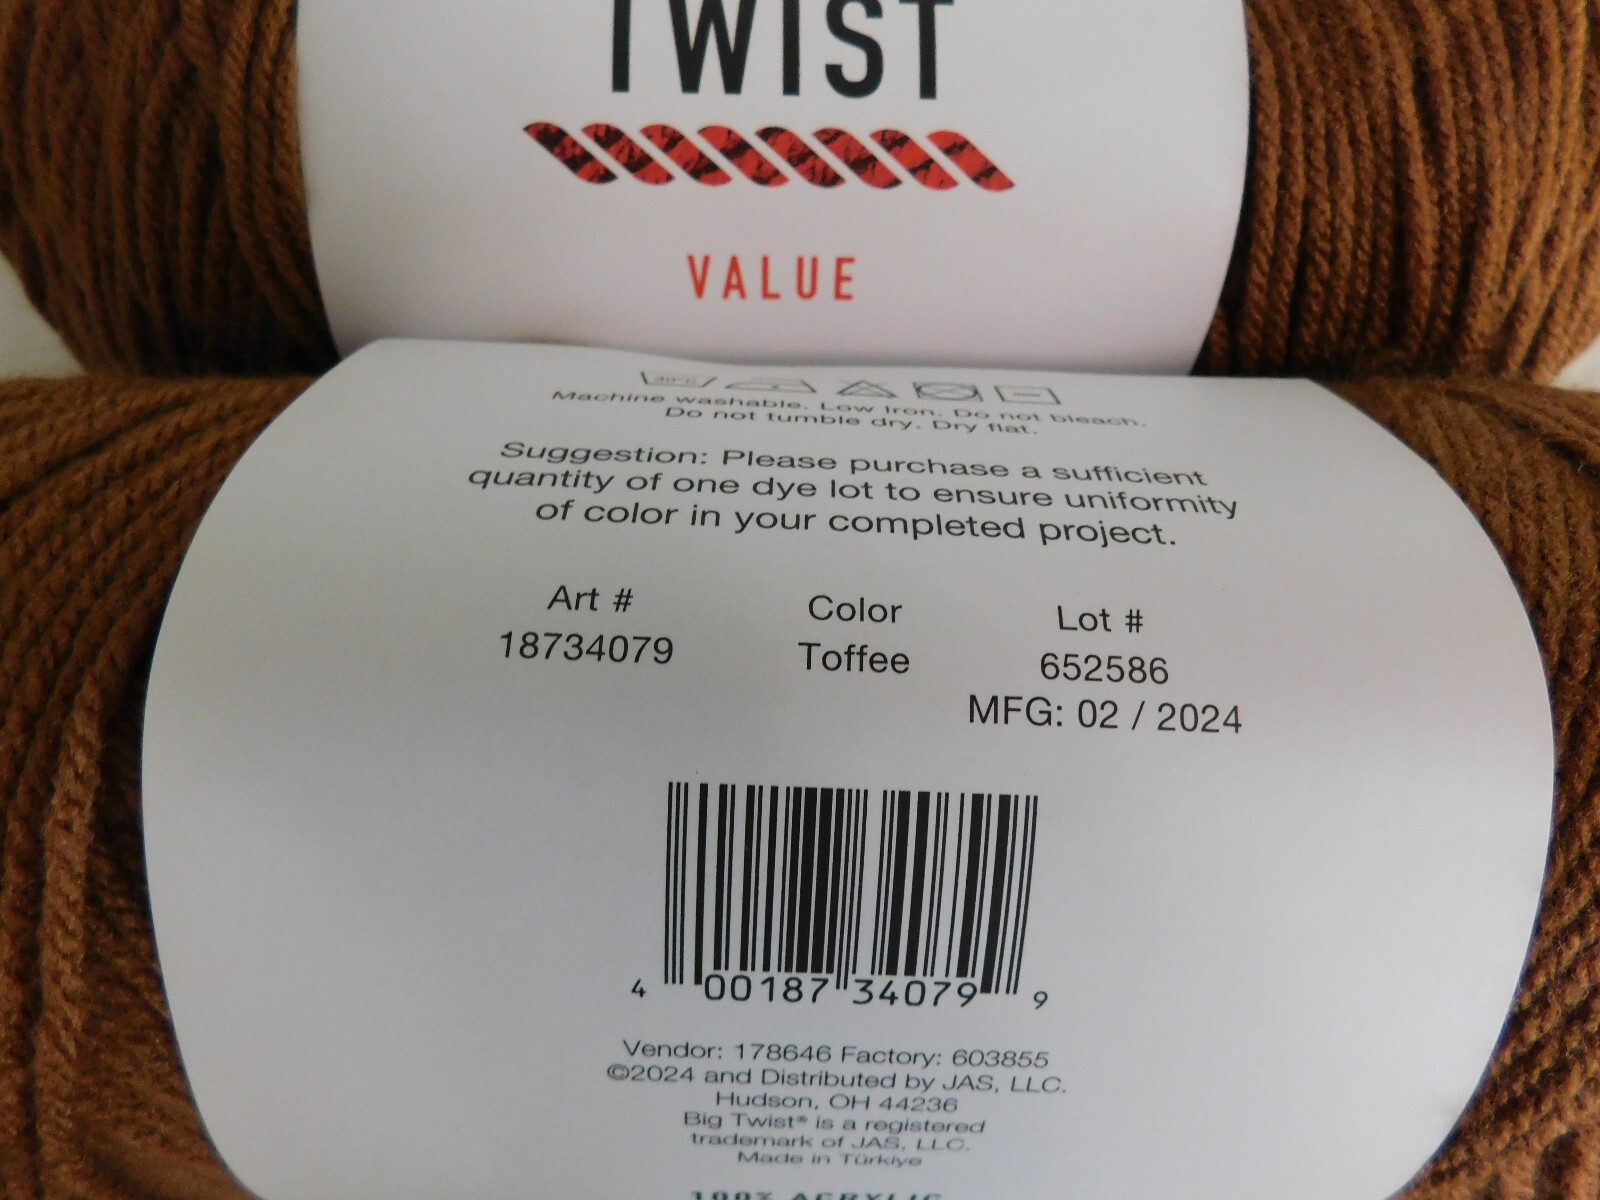 TWIST
VALUE
30°C
Machine washable. Low Iron. Do not bleach.
Do not tumble dry. Dry flat.
Suggestion: Please purchase a sufficient
quantity of one dye lot to ensure uniformity
of color in your completed project.
Art # Color Lot #
18734079 Toffee 652586
MFG: 02 / 2024
4 00187 34079 9
Vendor: 178646 Factory: 603855
©2024 and Distributed by JAS, LLC.
Hudson, OH 44236
Big Twist® is a registered
trademark of JAS, LLC.
Made in Türkiye
100% ACRYLIC